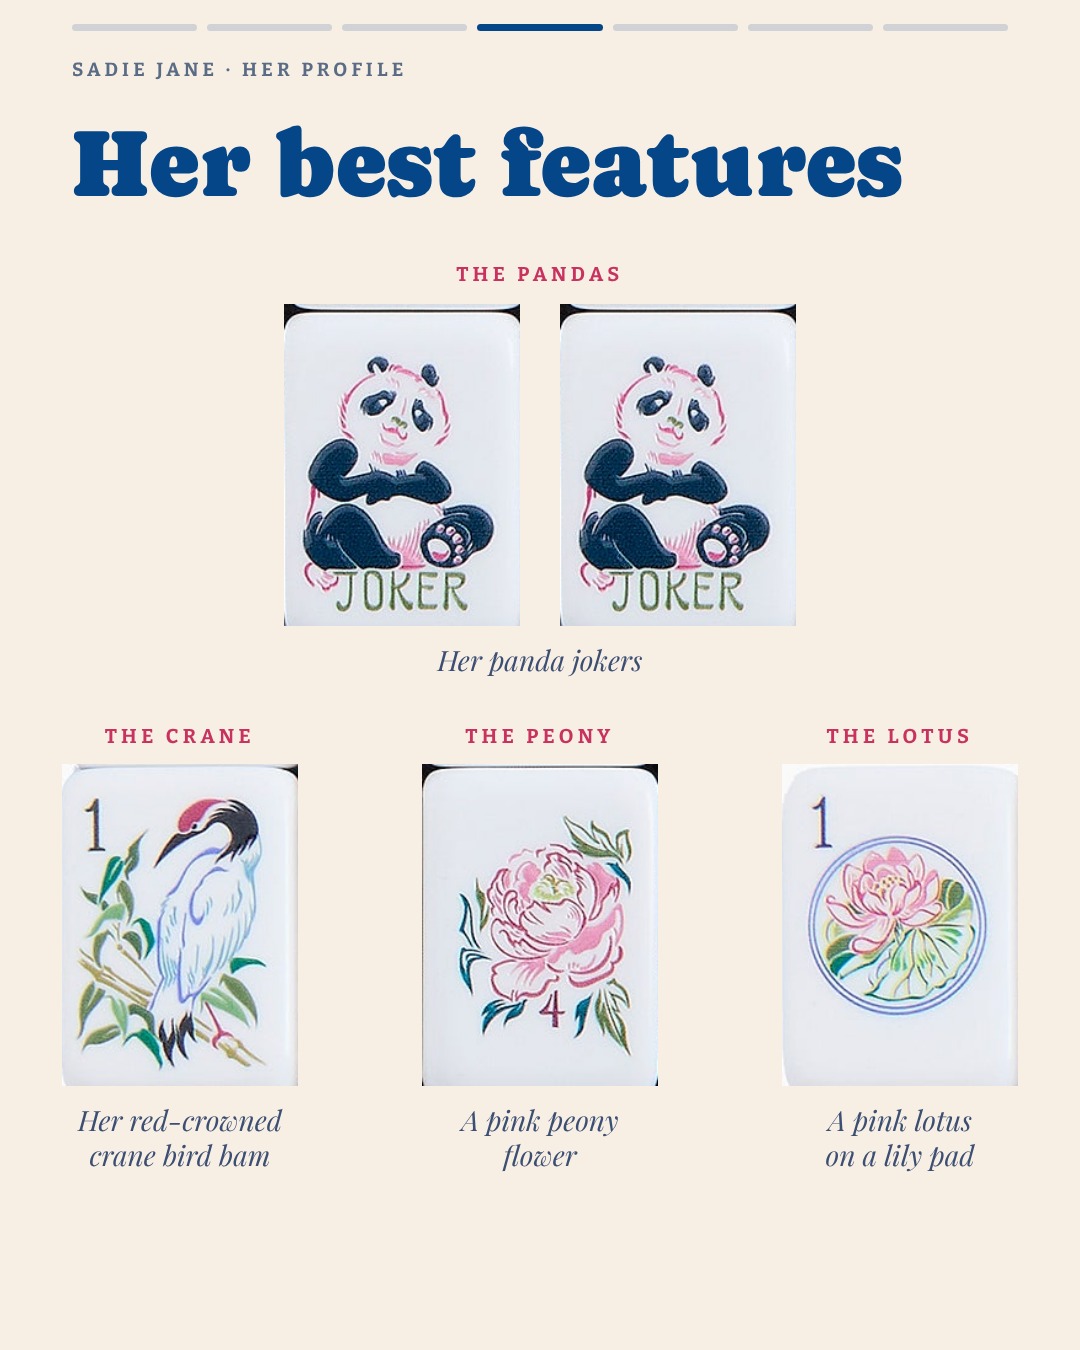 SADIE JANE · HER PROFILE
Her best features
THE PANDAS
JOKER
JOKER
Her panda jokers
THE CRANE
THE PEONY
THE LOTUS
1
4
1
Her red-crowned
crane bird bam
A pink peony
flower
A pink lotus
on a lily pad